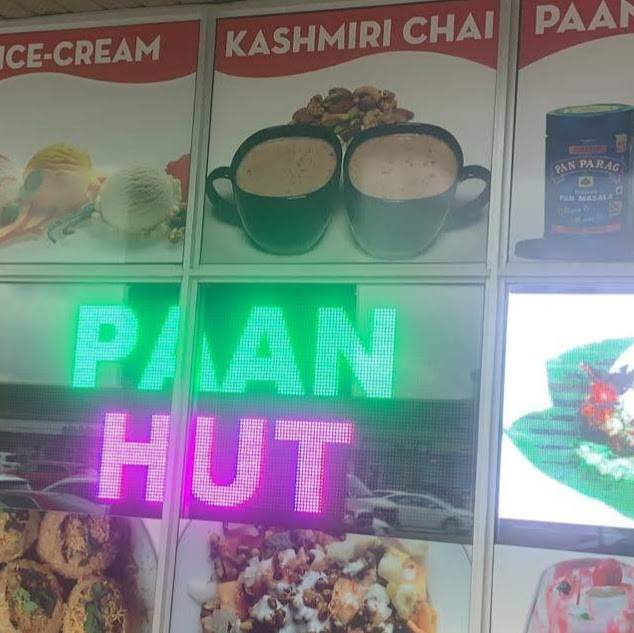 ICE-CREAM
KASHMIRI CHAI
PAAN
PAN PARAG
PAN MASALA
PAAN
HUT